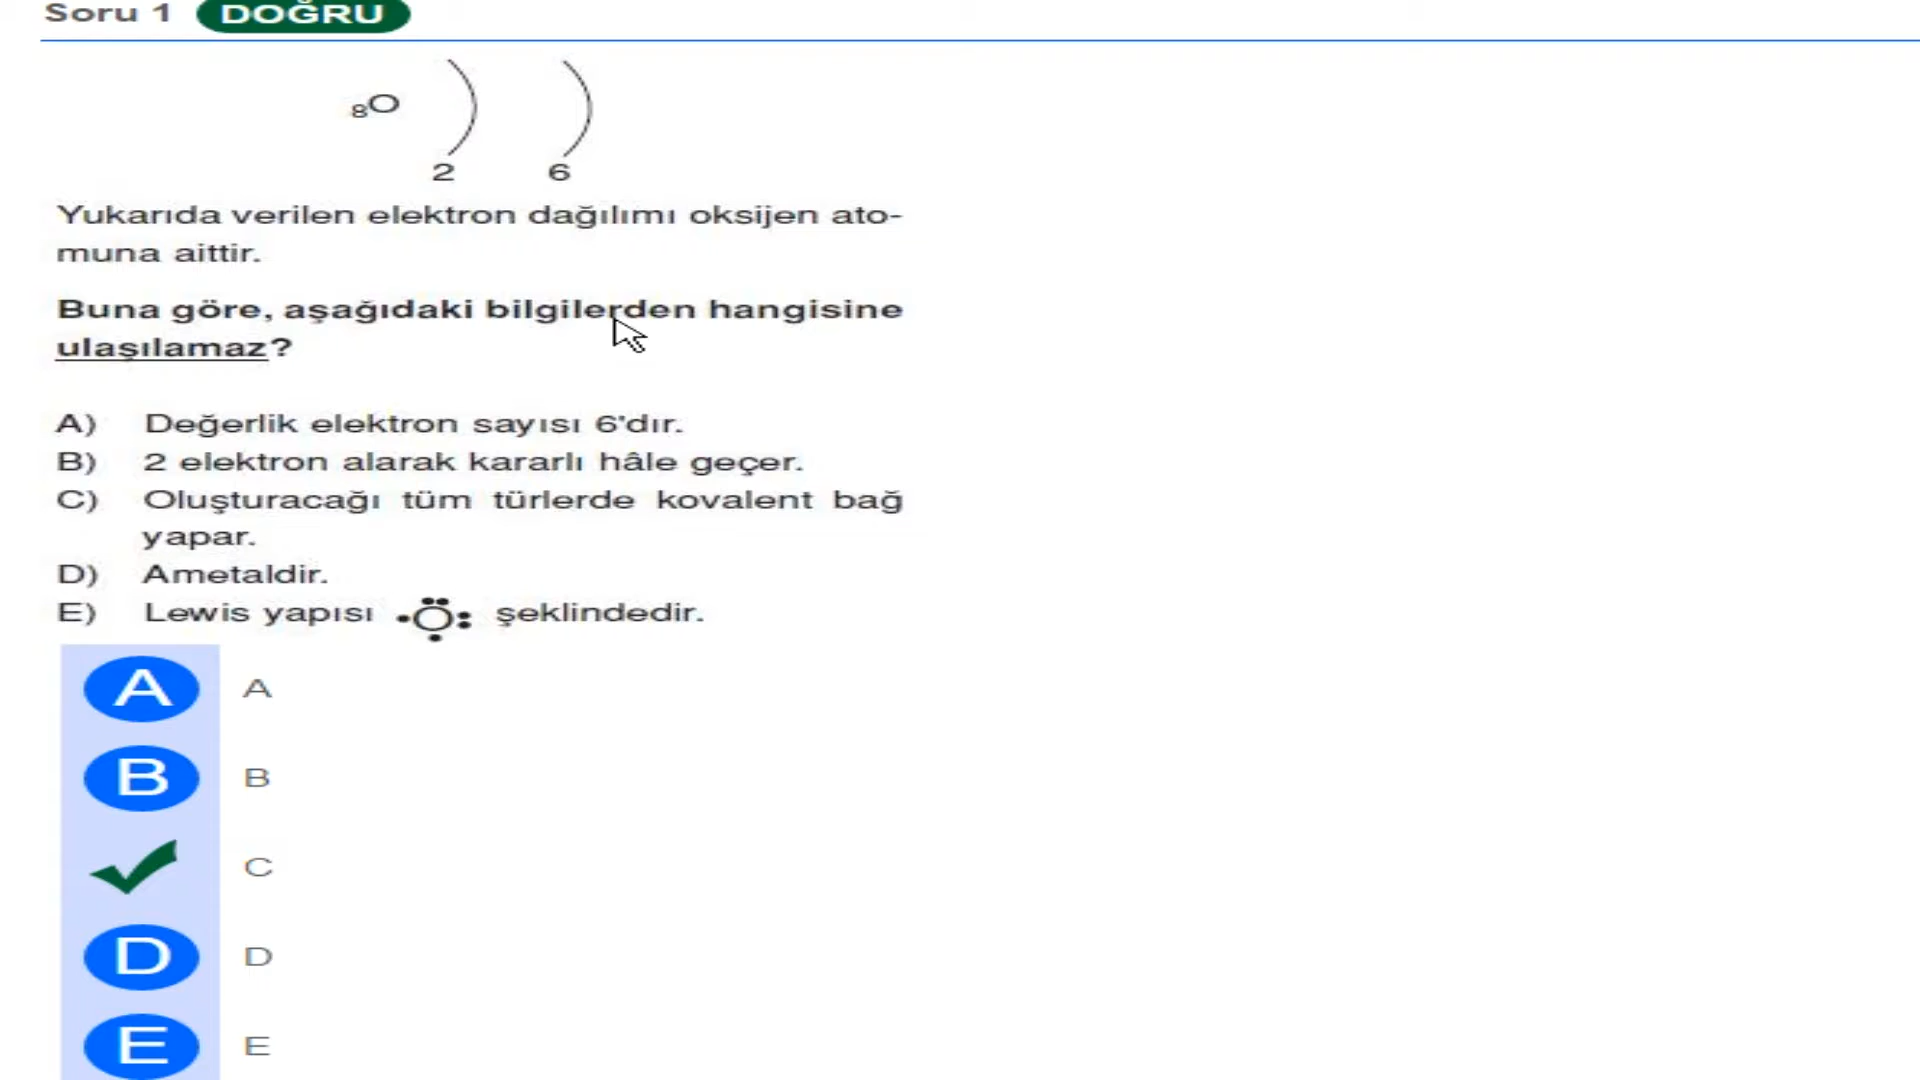 Soru 1 DOĞRU
8O
2 6
Yukarıda verilen elektron dağılımı oksijen ato-
muna aittir.
Buna göre, aşağıdaki bilgilerden hangisine
ulaşılamaz?
A) Değerlik elektron sayısı 6'dır.
B) 2 elektron alarak kararlı hâle geçer.
C) Oluşturacağı tüm türlerde kovalent bağ
yapar.
D) Ametaldir.
E) Lewis yapısı O şeklindedir.
A A
B B
C
D D
E E